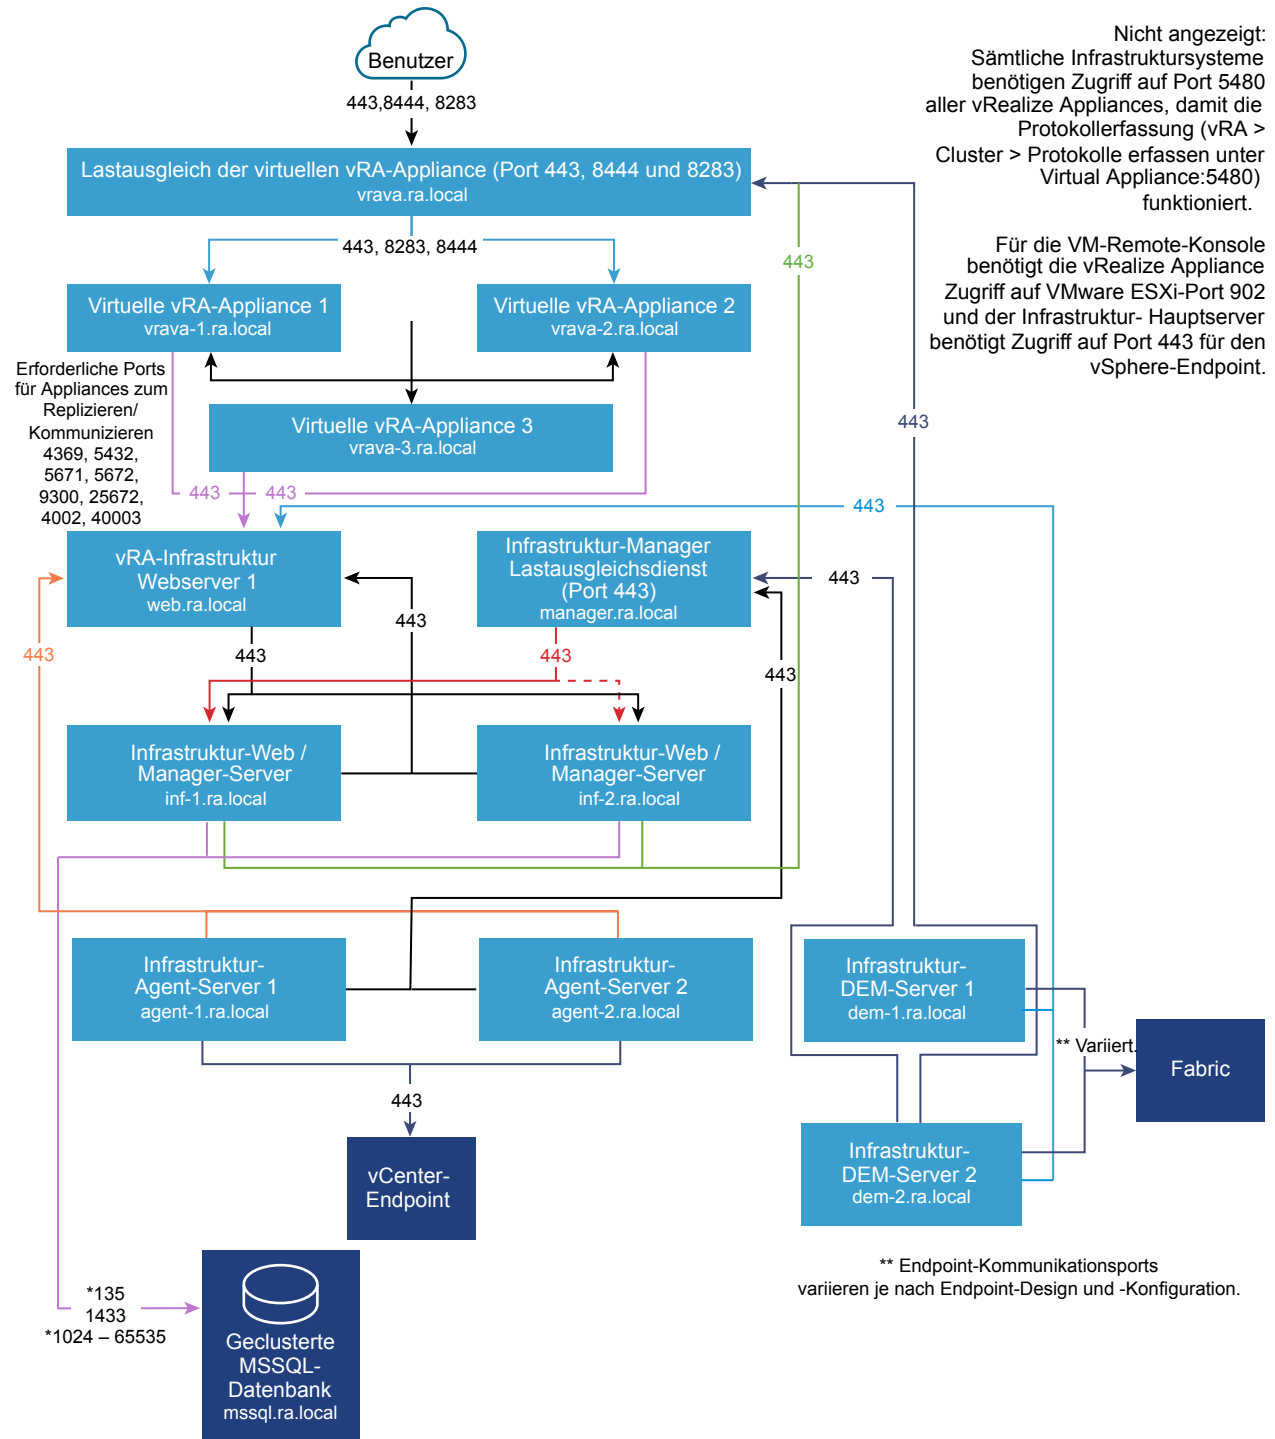 Benutzer
443,8444, 8283
Nicht angezeigt:
Sämtliche Infrastruktursysteme
benötigen Zugriff auf Port 5480
aller vRealize Appliances, damit die
Protokollerfassung (vRA >
Cluster > Protokolle erfassen unter
Virtual Appliance:5480)
funktioniert.
Für die VM-Remote-Konsole
benötigt die vRealize Appliance
Zugriff auf VMware ESXi-Port 902
und der Infrastruktur- Hauptserver
benötigt Zugriff auf Port 443 für den
vSphere-Endpoint.
Lastausgleich der virtuellen vRA-Appliance (Port 443, 8444 und 8283)
vrava.ra.local
443, 8283, 8444
443
Virtuelle vRA-Appliance 1
vrava-1.ra.local
Virtuelle vRA-Appliance 2
vrava-2.ra.local
Erforderliche Ports
für Appliances zum
Replizieren/
Kommunizieren
4369, 5432,
5671, 5672,
9300, 25672,
4002, 40003
Virtuelle vRA-Appliance 3
vrava-3.ra.local
443
443
443
443
vRA-Infrastruktur
Webserver 1
web.ra.local
Infrastruktur-Manager
Lastausgleichsdienst
(Port 443)
manager.ra.local
443
443
443
443
443
443
Infrastruktur-Web /
Manager-Server
inf-1.ra.local
Infrastruktur-Web /
Manager-Server
inf-2.ra.local
Infrastruktur-
Agent-Server 1
agent-1.ra.local
Infrastruktur-
Agent-Server 2
agent-2.ra.local
Infrastruktur-
DEM-Server 1
dem-1.ra.local
** Variiert.
Fabric
443
vCenter-
Endpoint
Infrastruktur-
DEM-Server 2
dem-2.ra.local
** Endpoint-Kommunikationsports
variieren je nach Endpoint-Design und -Konfiguration.
*135
1433
*1024 – 65535
Geclusterte
MSSQL-
Datenbank
mssql.ra.local